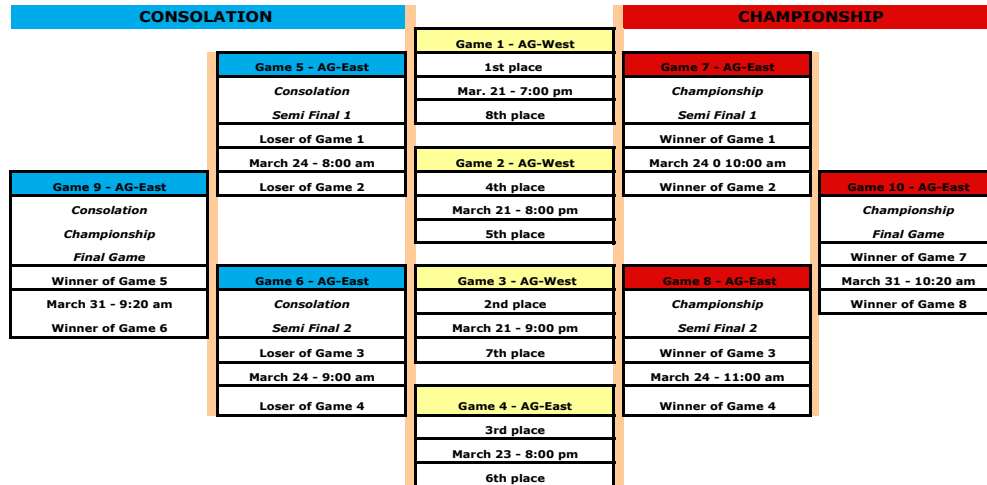 CONSOLATION
CHAMPIONSHIP
Game 1 - AG-West
1st place
Mar. 21 - 7:00 pm
8th place
Game 5 - AG-East
Consolation
Semi Final 1
Loser of Game 1
March 24 - 8:00 am
Loser of Game 2
Game 7 - AG-East
Championship
Semi Final 1
Winner of Game 1
March 24 0 10:00 am
Winner of Game 2
Game 2 - AG-West
4th place
March 21 - 8:00 pm
5th place
Game 9 - AG-East
Consolation
Championship
Final Game
Winner of Game 5
March 31 - 9:20 am
Winner of Game 6
Game 10 - AG-East
Championship
Final Game
Winner of Game 7
March 31 - 10:20 am
Winner of Game 8
Game 6 - AG-East
Consolation
Semi Final 2
Loser of Game 3
March 24 - 9:00 am
Loser of Game 4
Game 3 - AG-West
2nd place
March 21 - 9:00 pm
7th place
Game 8 - AG-East
Championship
Semi Final 2
Winner of Game 3
March 24 - 11:00 am
Winner of Game 4
Game 4 - AG-East
3rd place
March 23 - 8:00 pm
6th place